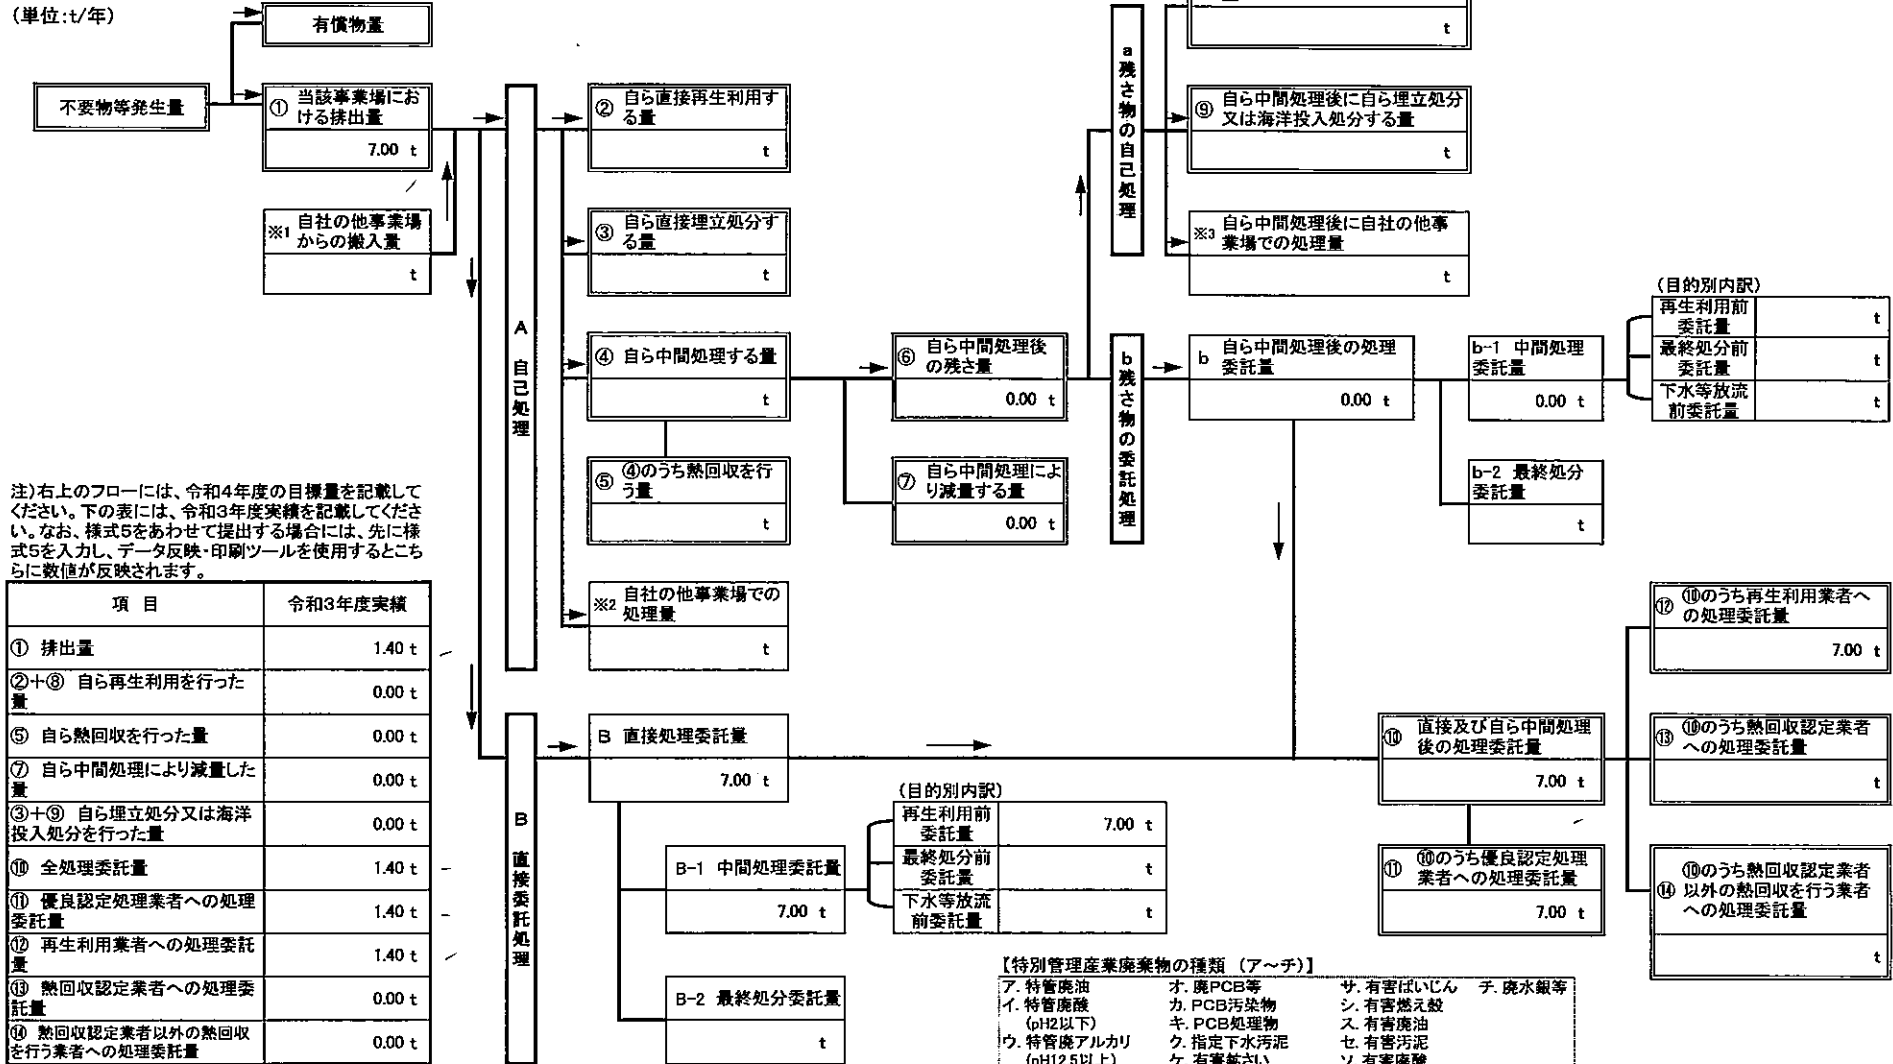 (単位:t/年)
有償物量
不要物等発生量
① 当該事業場にお
ける排出量
7.00 t
※1 自社の他事業場
からの搬入量
t
A 自己処理
② 自ら直接再生利用す
る量
t
③ 自ら直接埋立処分す
る量
t
④ 自ら中間処理する量
t
⑤ ④のうち熱回収を行
う量
t
※2 自社の他事業場での
処理量
t
⑥ 自ら中間処理後
の残さ量
0.00 t
⑦ 自ら中間処理によ
り減量する量
0.00 t
a 残さ物の自己処理
t
⑨ 自ら中間処理後に自ら埋立処分
又は海洋投入処分する量
t
※3 自ら中間処理後に自社の他事
業場での処理量
t
b 残さ物の委託処理
b 自ら中間処理後の処理
委託量
0.00 t
b-1 中間処理
委託量
0.00 t
b-2 最終処分
委託量
t
(目的別内訳)
再生利用前
委託量
t
最終処分前
委託量
t
下水等放流
前委託量
t
注)右上のフローには、令和4年度の目標量を記載して
ください。下の表には、令和3年度実績を記載してくださ
い。なお、様式5をあわせて提出する場合には、先に様
式5を入力し、データ反映・印刷ツールを使用するとこち
らに数値が反映されます。
項 目 令和3年度実績
① 排出量 1.40 t
②+⑧ 自ら再生利用を行った
量 0.00 t
⑤ 自ら熱回収を行った量 0.00 t
⑦ 自ら中間処理により減量した
量 0.00 t
③+⑨ 自ら埋立処分又は海洋
投入処分を行った量 0.00 t
⑩ 全処理委託量 1.40 t
⑪ 優良認定処理業者への処理
委託量 1.40 t
⑫ 再生利用業者への処理委託
量 1.40 t
⑬ 熱回収認定業者への処理委
託量 0.00 t
⑭ 熱回収認定業者以外の熱回収
を行う業者への処理委託量 0.00 t
B 直接委託処理
B 直接処理委託量
7.00 t
B-1 中間処理委託量
7.00 t
B-2 最終処分委託量
t
(目的別内訳)
再生利用前
委託量
7.00 t
最終処分前
委託量
t
下水等放流
前委託量
t
⑩ 直接及び自ら中間処理
後の処理委託量
7.00 t
⑪ ⑩のうち優良認定処理
業者への処理委託量
7.00 t
⑫ ⑩のうち再生利用業者へ
の処理委託量
7.00 t
⑬ ⑩のうち熱回収認定業者
への処理委託量
t
⑭ ⑩のうち熱回収認定業者
以外の熱回収を行う業者
への処理委託量
t
【特別管理産業廃棄物の種類 (ア~チ)】
ア. 特管廃油 オ. 廃PCB等 サ. 有害ばいじん チ. 廃水銀等
イ. 特管廃酸 カ. PCB汚染物 シ. 有害燃え殻
(pH2以下) キ. PCB処理物 ス. 有害廃油
ウ. 特管廃アルカリ ク. 指定下水汚泥 セ. 有害汚泥
(pH12.5以上) ケ. 有害鉱さい ソ. 有害廃酸